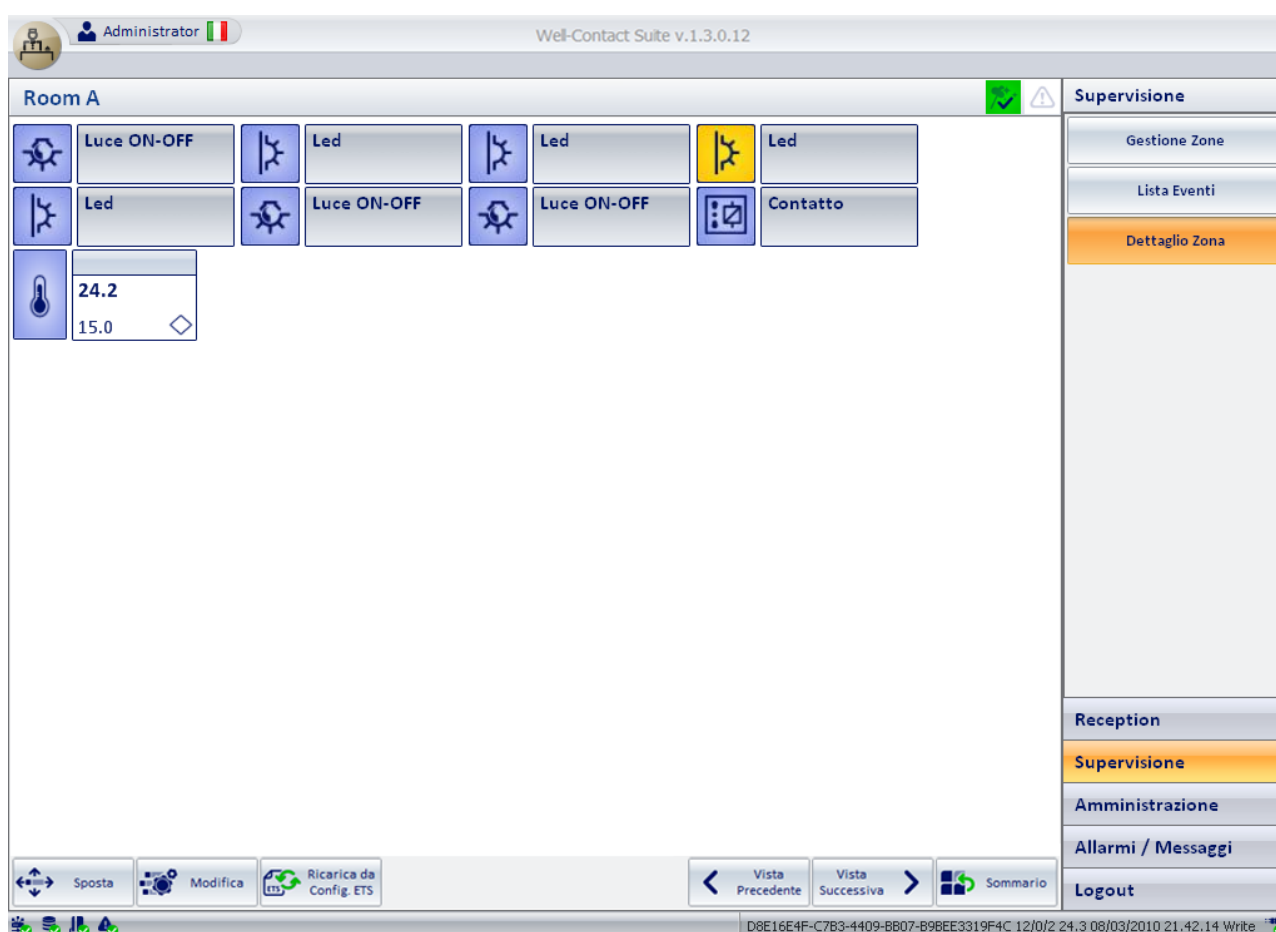 Administrator
Well-Contact Suite v.1.3.0.12
Room A
Supervisione
Luce ON-OFF
Led
Led
Led
Led
Luce ON-OFF
Luce ON-OFF
Contatto
24.2
15.0
Gestione Zone
Lista Eventi
Dettaglio Zona
Reception
Supervisione
Amministrazione
Allarmi / Messaggi
Logout
Sposta
Modifica
ETS
Ricarica da
Config. ETS
Vista
Precedente
Vista
Successiva
Sommario
D8E16E4F-C7B3-4409-BB07-B9BEE3319F4C 12/0/2 24.3 08/03/2010 21.42.14 Write